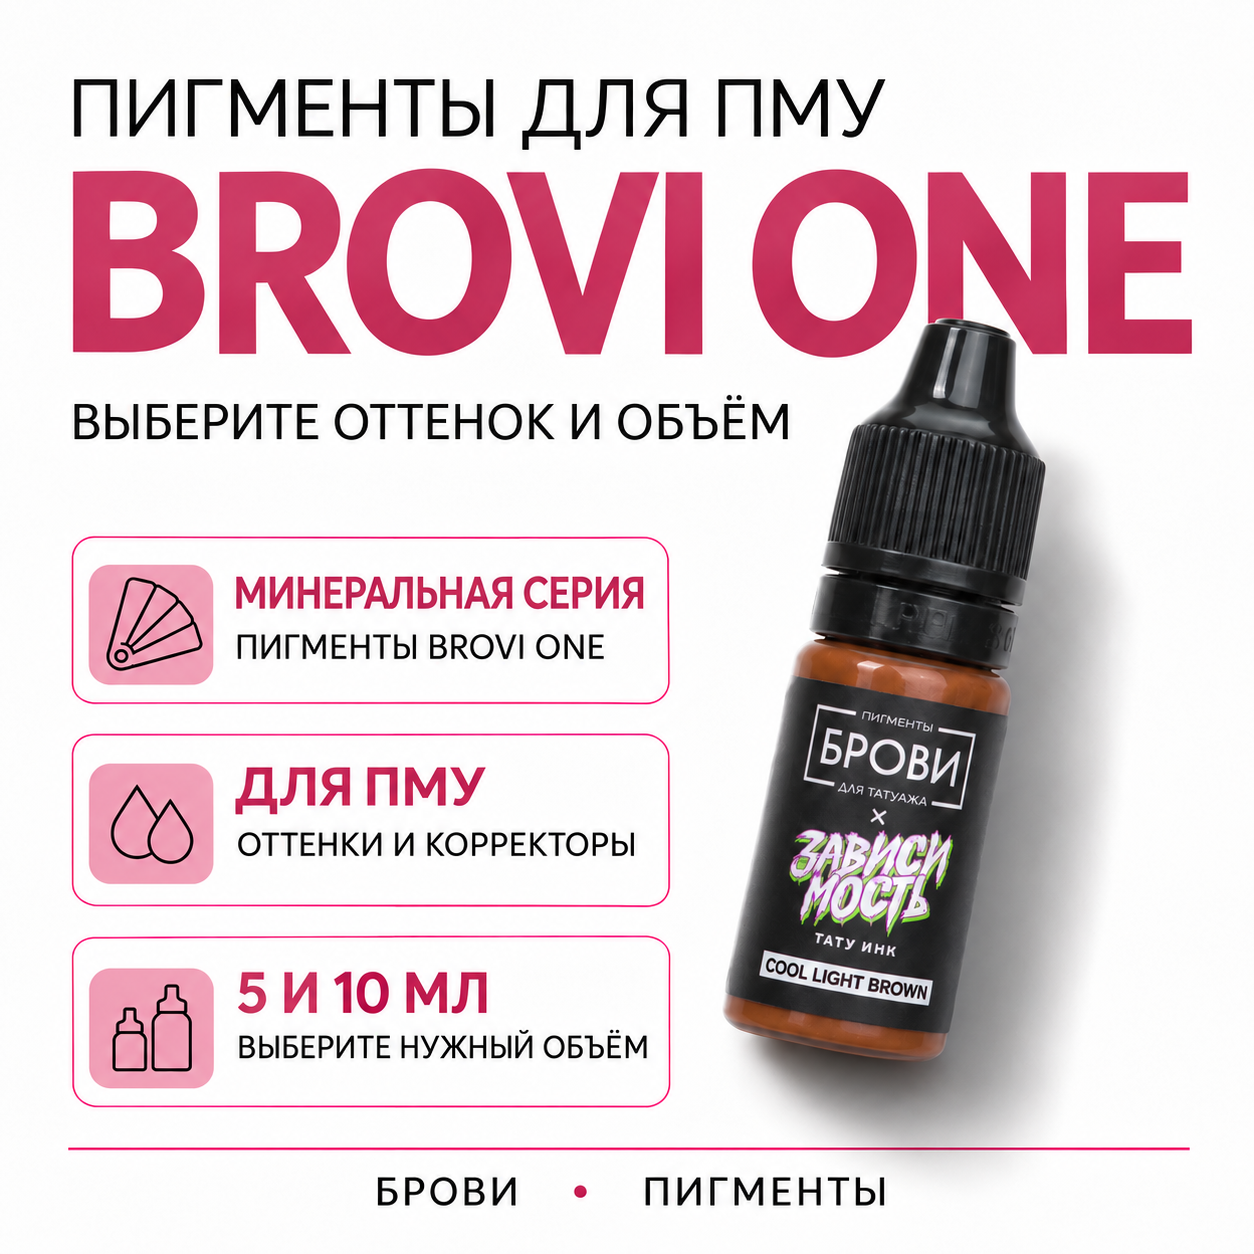 ПИГМЕНТЫ ДЛЯ ПМУ
BROVI ONE
ВЫБЕРИТЕ ОТТЕНОК И ОБЪЁМ
МИНЕРАЛЬНАЯ СЕРИЯ
ПИГМЕНТЫ BROVI ONE
ДЛЯ ПМУ
ОТТЕНКИ И КОРРЕКТОРЫ
5 И 10 МЛ
ВЫБЕРИТЕ НУЖНЫЙ ОБЪЁМ
ПИГМЕНТЫ
БРОВИ
ДЛЯ ТАТУАЖА
×
ЗАВИСИ
МОСТЬ
ТАТУ ИНК
COOL LIGHT BROWN
БРОВИ • ПИГМЕНТЫ